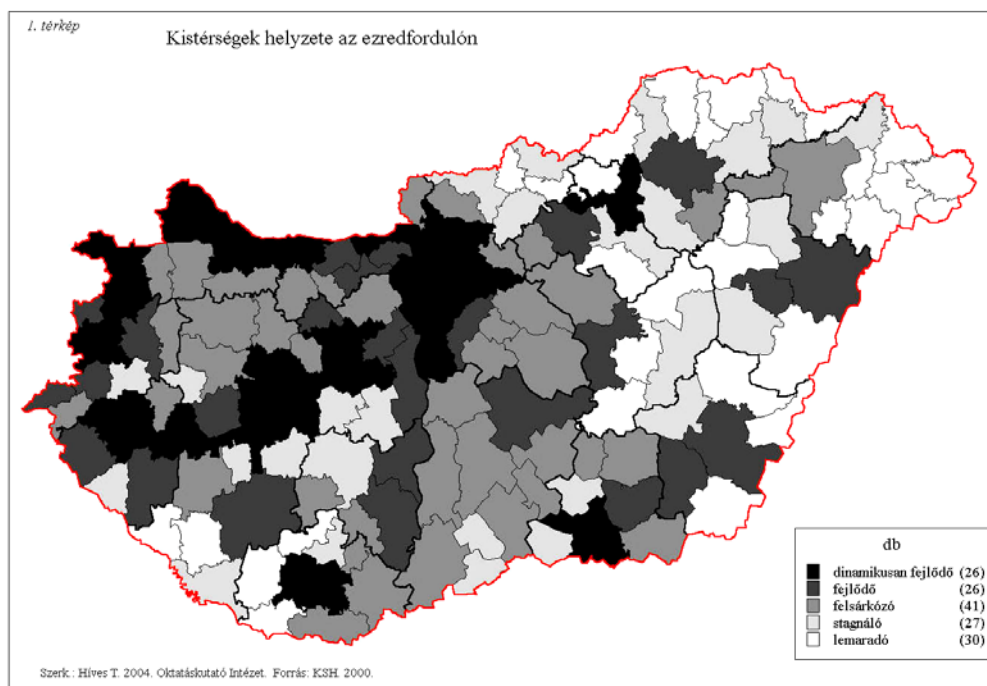 1. térkép
Kistérségek helyzete az ezredfordulón
db
dinamikusan fejlődő (26)
fejlődő (26)
felsárkózó (41)
stagnáló (27)
lemaradó (30)
Szerk.: Híves T. 2004. Oktatáskutató Intézet. Forrás: KSH. 2000.